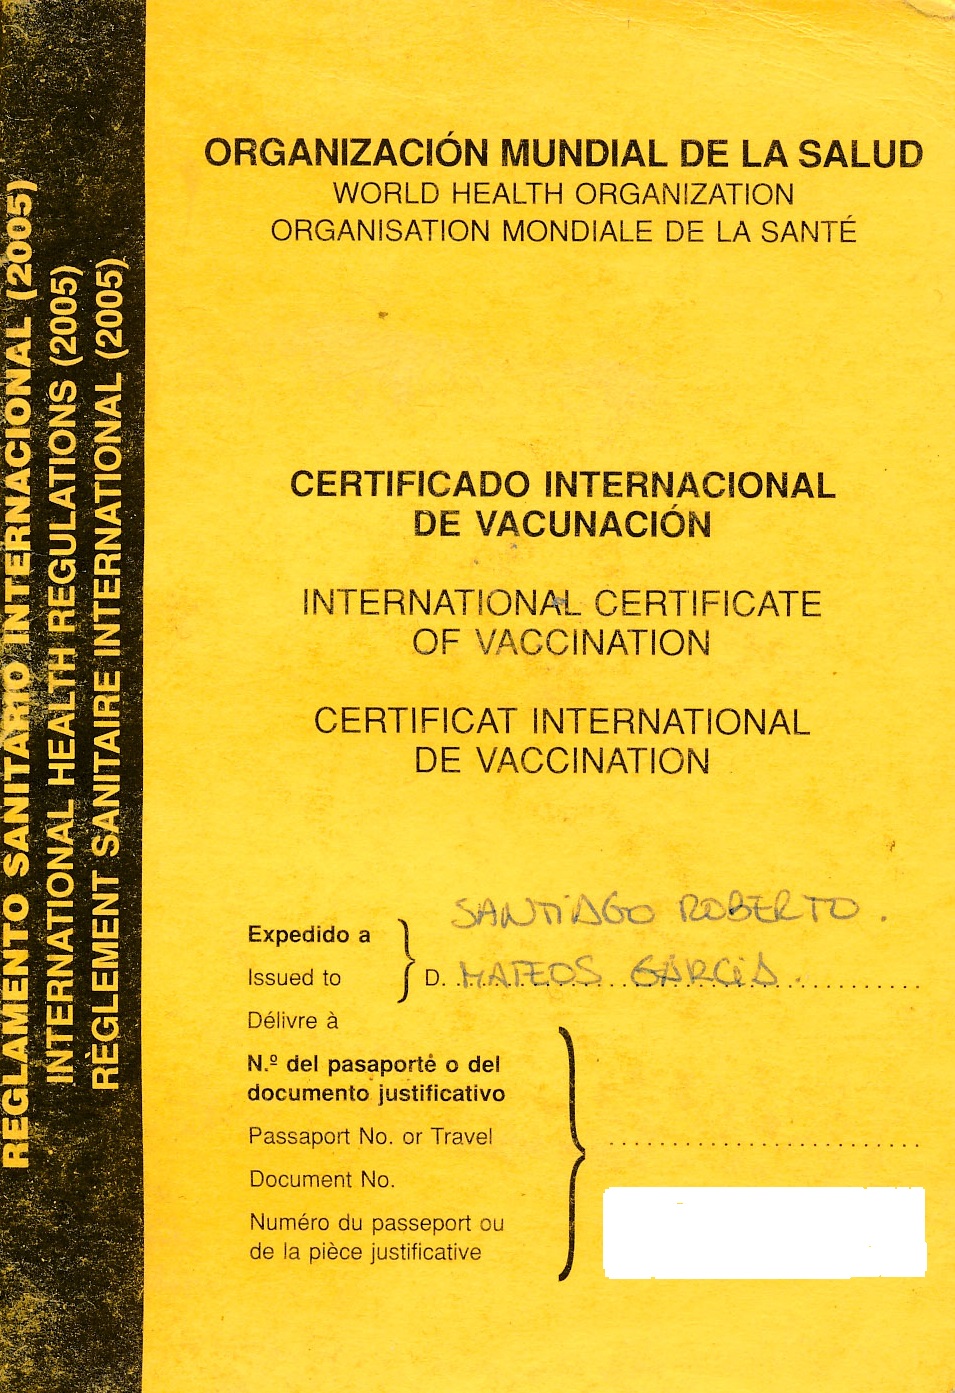 REGLAMENTO SANITARIO INTERNACIONAL (2005)
INTERNATIONAL HEALTH REGULATIONS (2005)
RÈGLEMENT SANITAIRE INTERNATIONAL (2005)
ORGANIZACIÓN MUNDIAL DE LA SALUD
WORLD HEALTH ORGANIZATION
ORGANISATION MONDIALE DE LA SANTÉ
CERTIFICADO INTERNACIONAL
DE VACUNACIÓN
INTERNATIONAL CERTIFICATE
OF VACCINATION
CERTIFICAT INTERNATIONAL
DE VACCINATION
SANTIAGO ROBERTO.
Expedido a
Issued to D. MATEOS GARCIA.
Délivre à
N.º del pasaporte o del
documento justificativo
Passaport No. or Travel
Document No.
Numéro du passeport ou
de la pièce justificative